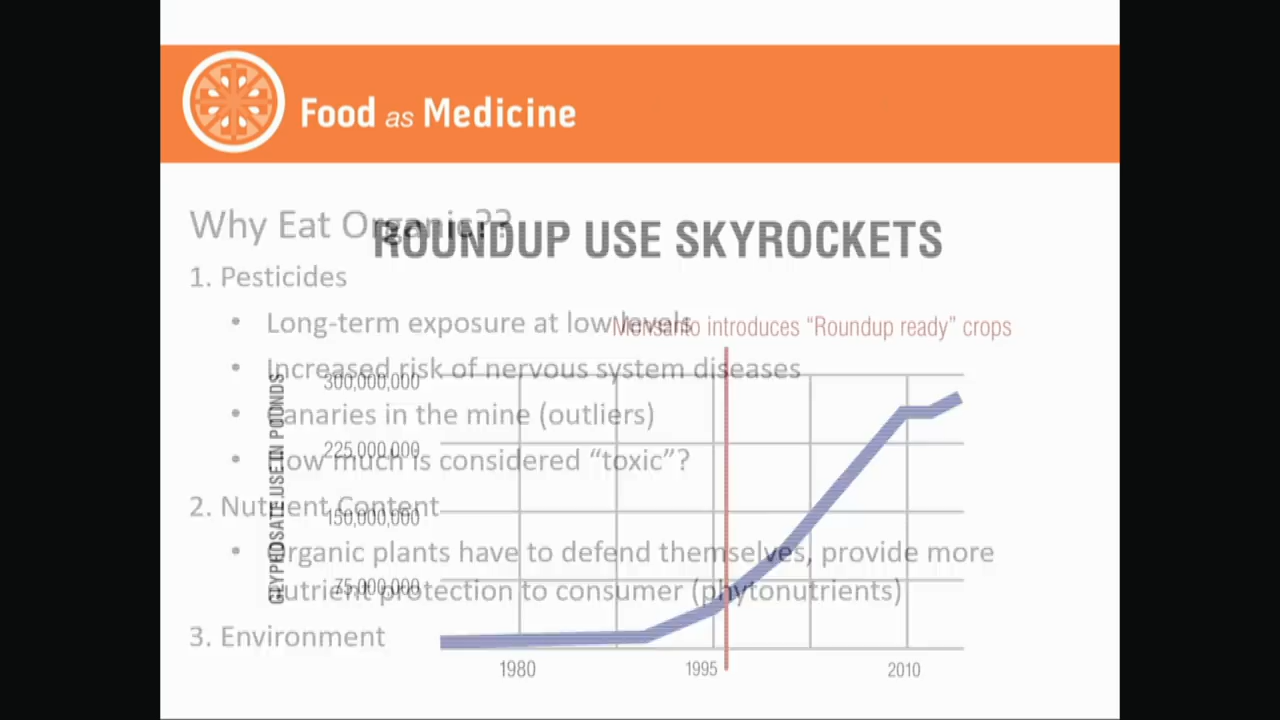 Food as Medicine
Why Eat Organic??
1. Pesticides
• Long-term exposure at low levels
• Increased risk of nervous system diseases
• Canaries in the mine (outliers)
• How much is considered “toxic”?
2. Nutrient Content
• Organic plants have to defend themselves, provide more
nutrient protection to consumer (phytonutrients)
3. Environment
ROUNDUP USE SKYROCKETS
Monsanto introduces “Roundup ready” crops
GLYPHOSATE USE IN POUNDS
300,000,000
225,000,000
150,000,000
75,000,000
1980
1995
2010